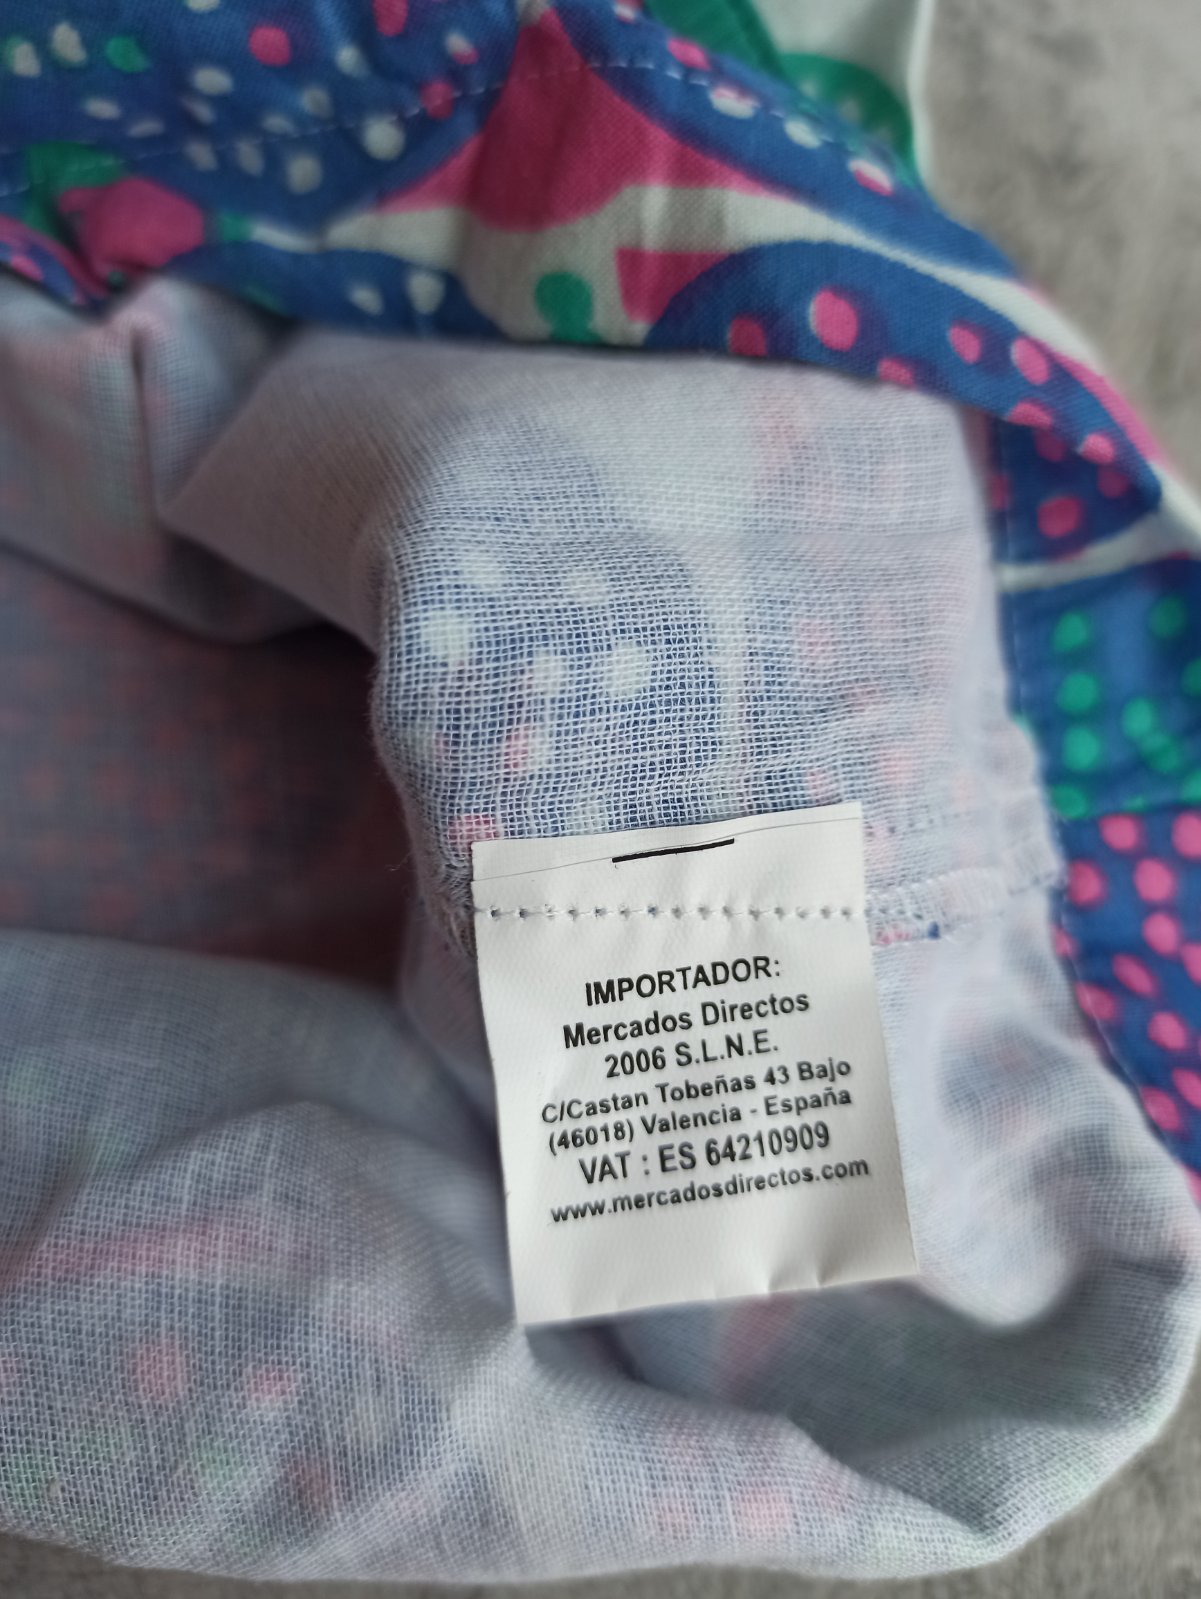 IMPORTADOR:
Mercados Directos
2006 S.L.N.E.
C/Castan Tobeñas 43 Bajo
(46018) Valencia - España
VAT : ES 64210909
www.mercadosdirectos.com